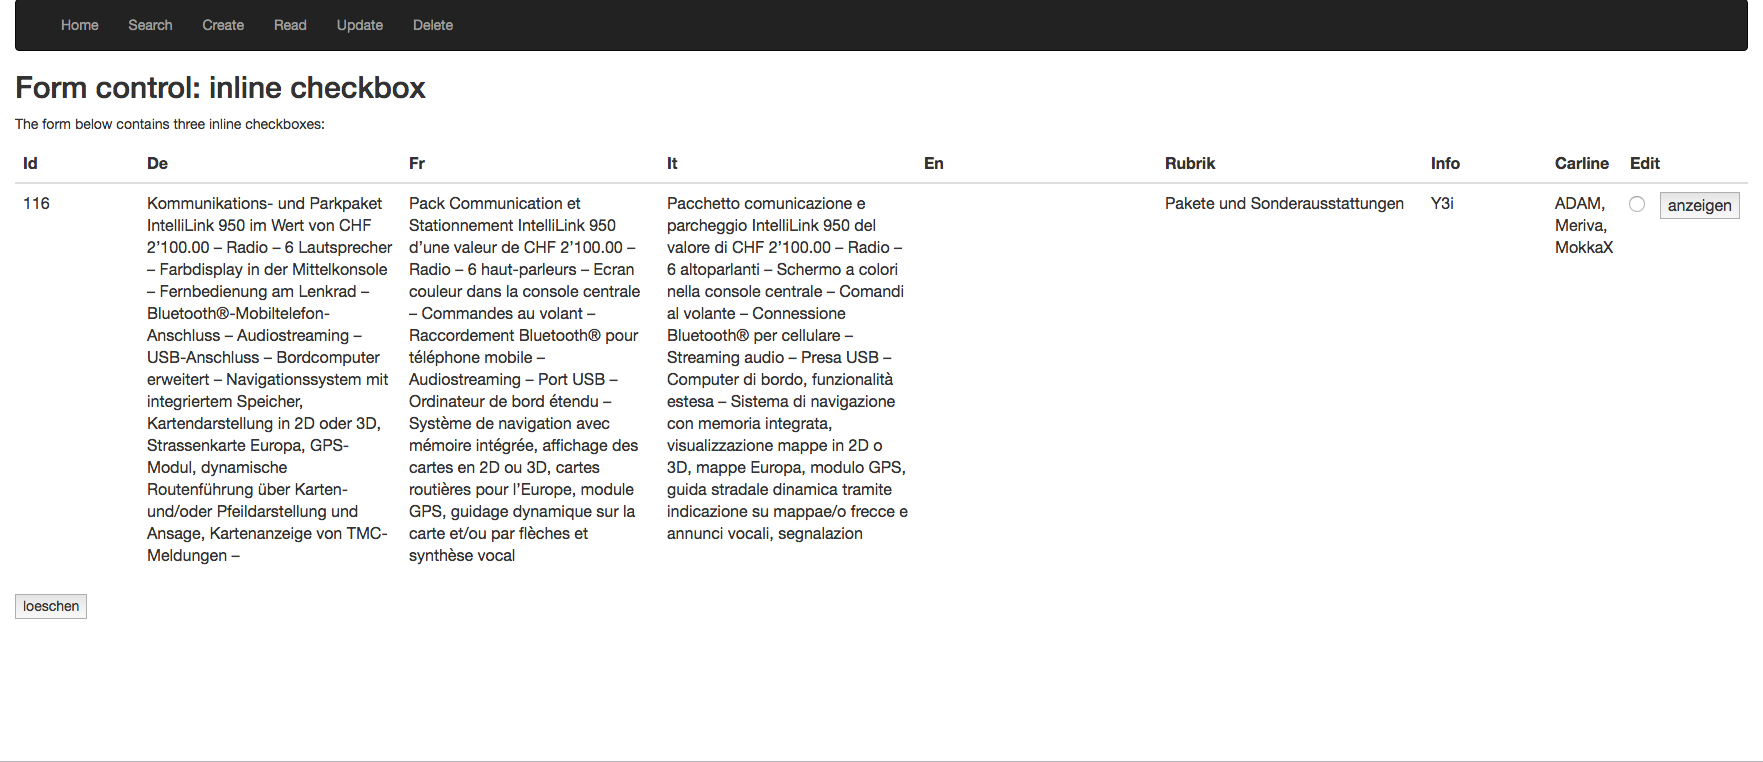 Home Search Create Read Update Delete
Form control: inline checkbox
The form below contains three inline checkboxes:
Id De Fr It En Rubrik Info Carline Edit
116
Kommunikations- und Parkpaket
IntelliLink 950 im Wert von CHF
2’100.00 – Radio – 6 Lautsprecher
– Farbdisplay in der Mittelkonsole
– Fernbedienung am Lenkrad –
Bluetooth®-Mobiltelefon-
Anschluss – Audiostreaming –
USB-Anschluss – Bordcomputer
erweitert – Navigationssystem mit
integriertem Speicher,
Kartendarstellung in 2D oder 3D,
Strassenkarte Europa, GPS-
Modul, dynamische
Routenführung über Karten-
und/oder Pfeildarstellung und
Ansage, Kartenanzeige von TMC-
Meldungen –
Pack Communication et
Stationnement IntelliLink 950
d’une valeur de CHF 2’100.00 –
Radio – 6 haut-parleurs – Ecran
couleur dans la console centrale
– Commandes au volant –
Raccordement Bluetooth® pour
téléphone mobile –
Audiostreaming – Port USB –
Ordinateur de bord étendu –
Système de navigation avec
mémoire intégrée, affichage des
cartes en 2D ou 3D, cartes
routières pour l’Europe, module
GPS, guidage dynamique sur la
carte et/ou par flèches et
synthèse vocal
Pacchetto comunicazione e
parcheggio IntelliLink 950 del
valore di CHF 2’100.00 – Radio –
6 altoparlanti – Schermo a colori
nella console centrale – Comandi
al volante – Connessione
Bluetooth® per cellulare –
Streaming audio – Presa USB –
Computer di bordo, funzionalità
estesa – Sistema di navigazione
con memoria integrata,
visualizzazione mappe in 2D o
3D, mappe Europa, modulo GPS,
guida stradale dinamica tramite
indicazione su mappae/o frecce e
annunci vocali, segnalazion
Pakete und Sonderausstattungen
Y3i
ADAM,
Meriva,
MokkaX
anzeigen
loeschen